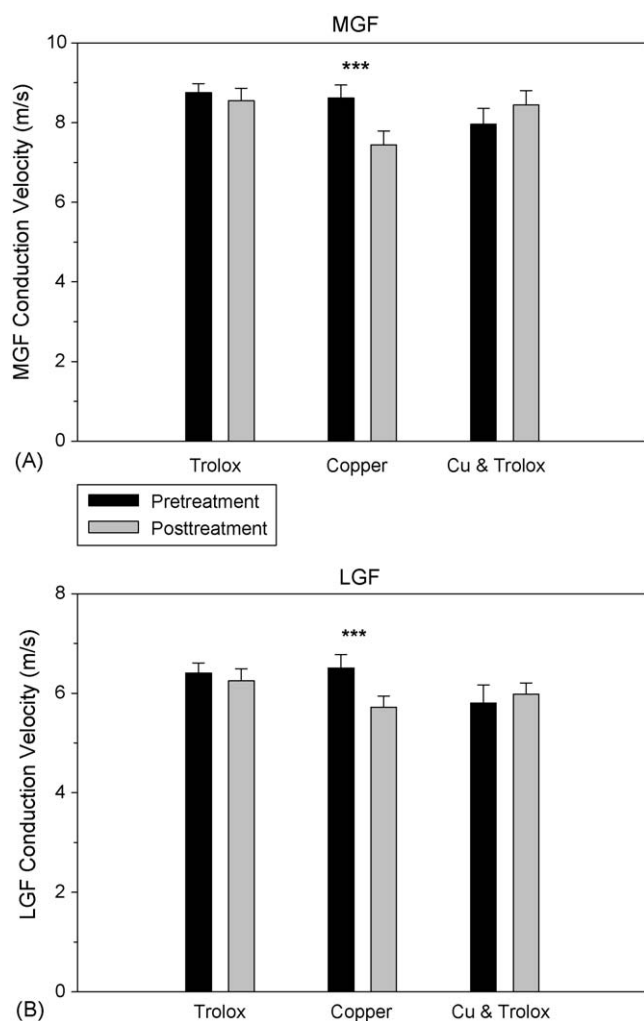 MGF
10
***
8
6
4
2
0
MGF Conduction Velocity (m/s)
(A)
Trolox Copper Cu & Trolox
Pretreatment
Posttreatment
LGF
8
***
6
4
2
0
LGF Conduction Velocity (m/s)
(B)
Trolox Copper Cu & Trolox